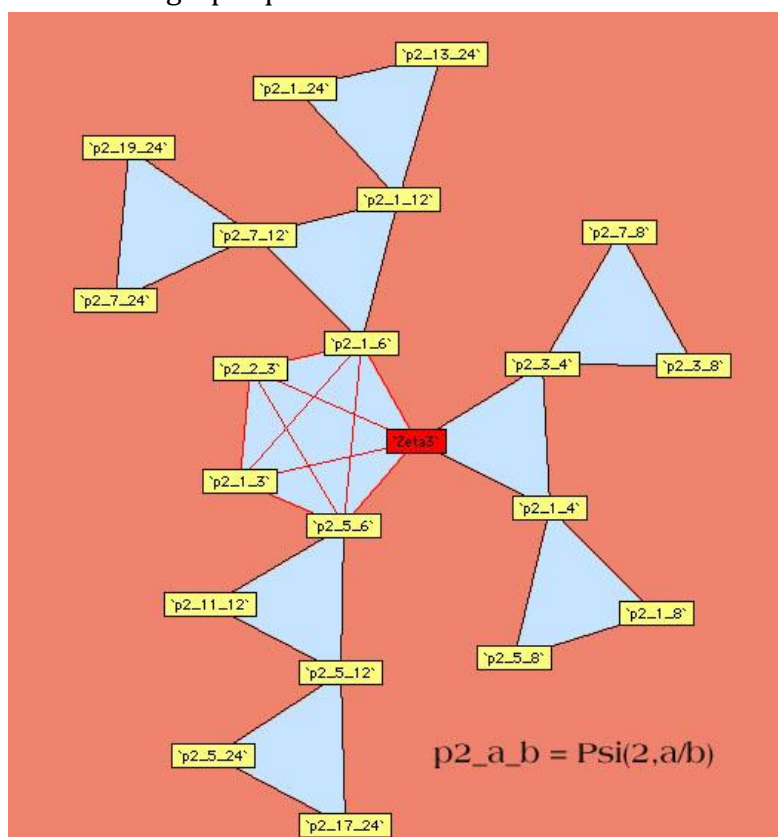 `p2_13_24`
`p2_1_24`
`p2_19_24`
`p2_1_12`
`p2_7_12`
`p2_7_8`
`p2_7_24`
`p2_1_6`
`p2_2_3`
`p2_3_4`
`p2_3_8`
`Zeta3`
`p2_1_3`
`p2_1_4`
`p2_5_6`
`p2_11_12`
`p2_1_8`
`p2_5_8`
`p2_5_12`
`p2_5_24`
p2_a_b = Psi(2,a/b)
`p2_17_24`